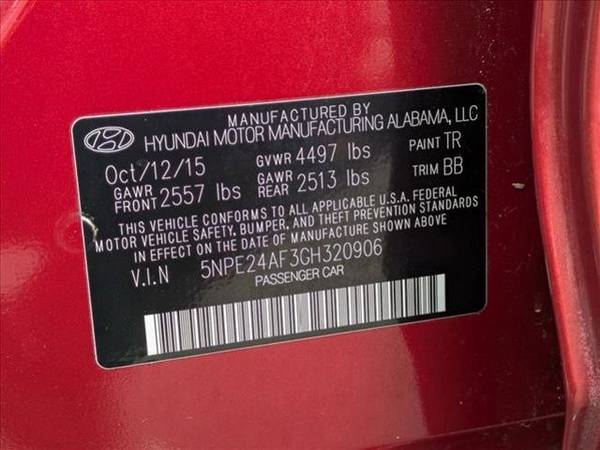 MANUFACTURED BY
HYUNDAI MOTOR MANUFACTURING ALABAMA, LLC
Oct/12/15 GVWR 4497 lbs PAINT TR
GAWR FRONT 2557 lbs GAWR REAR 2513 lbs TRIM BB
THIS VEHICLE CONFORMS TO ALL APPLICABLE U.S.A. FEDERAL
MOTOR VEHICLE SAFETY, BUMPER, AND THEFT PREVENTION STANDARDS
IN EFFECT ON THE DATE OF MANUFACTURE SHOWN ABOVE
V.I.N 5NPE24AF3GH320906
PASSENGER CAR